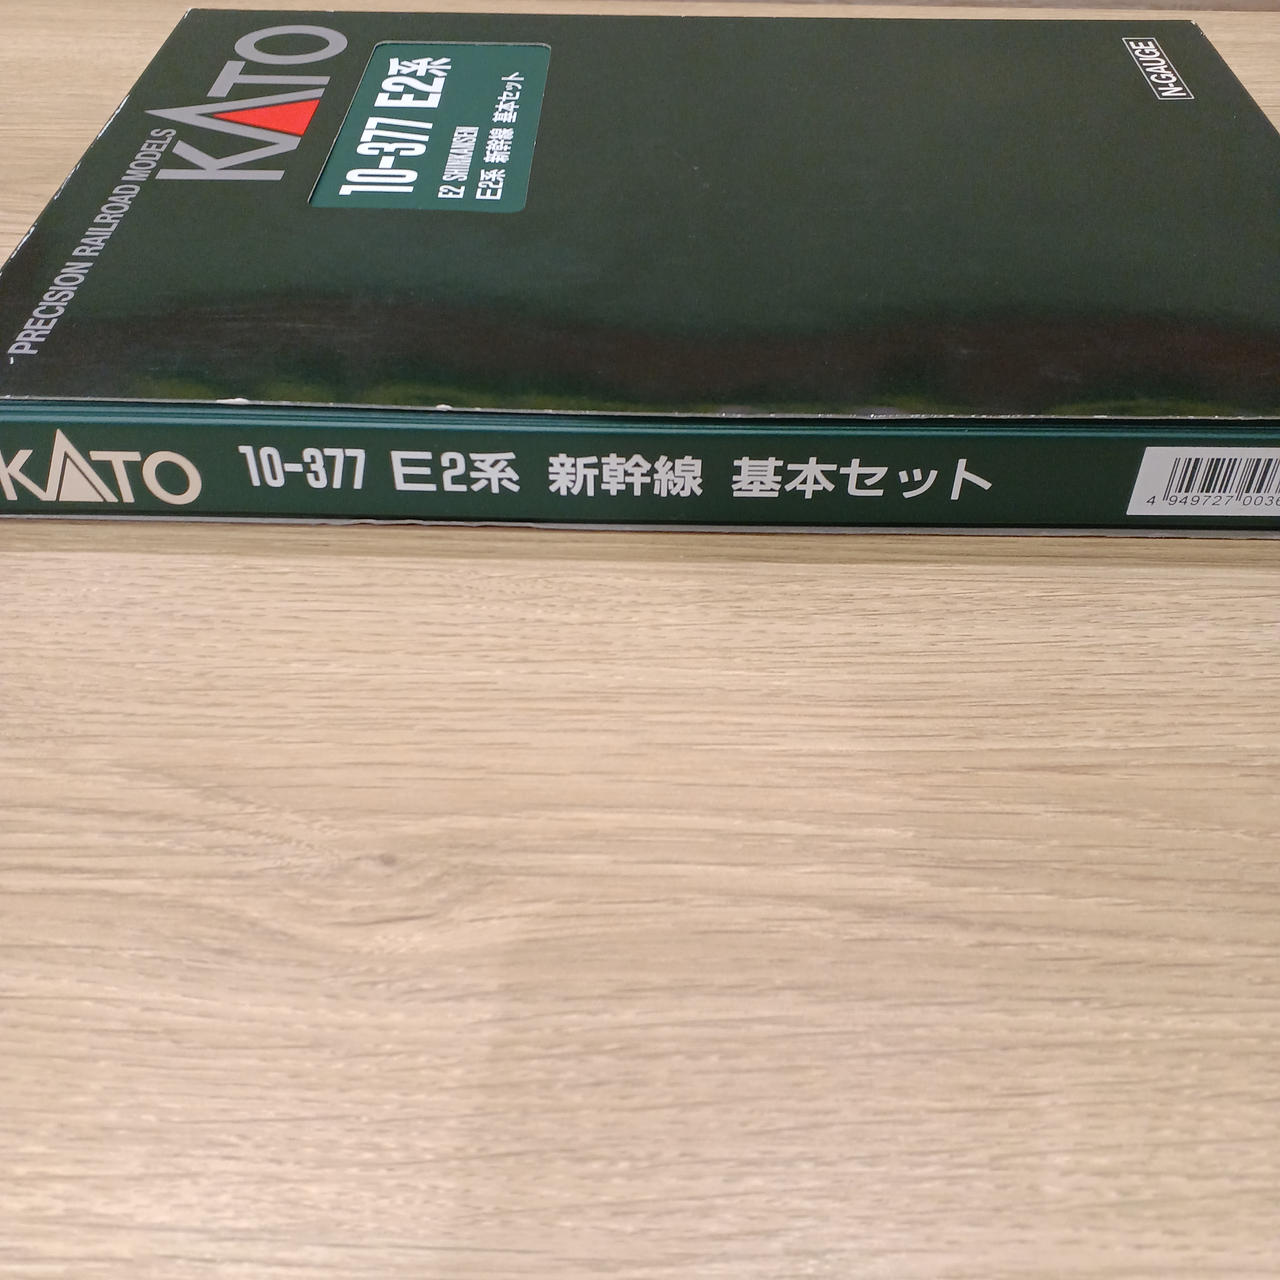 KATO
PRECISION RAILROAD MODELS
10-377 E2系
E2 SHINKANSEN
E2系 新幹線 基本セット
N-GAUGE
KATO 10-377 E2系 新幹線 基本セット
4 949727 003